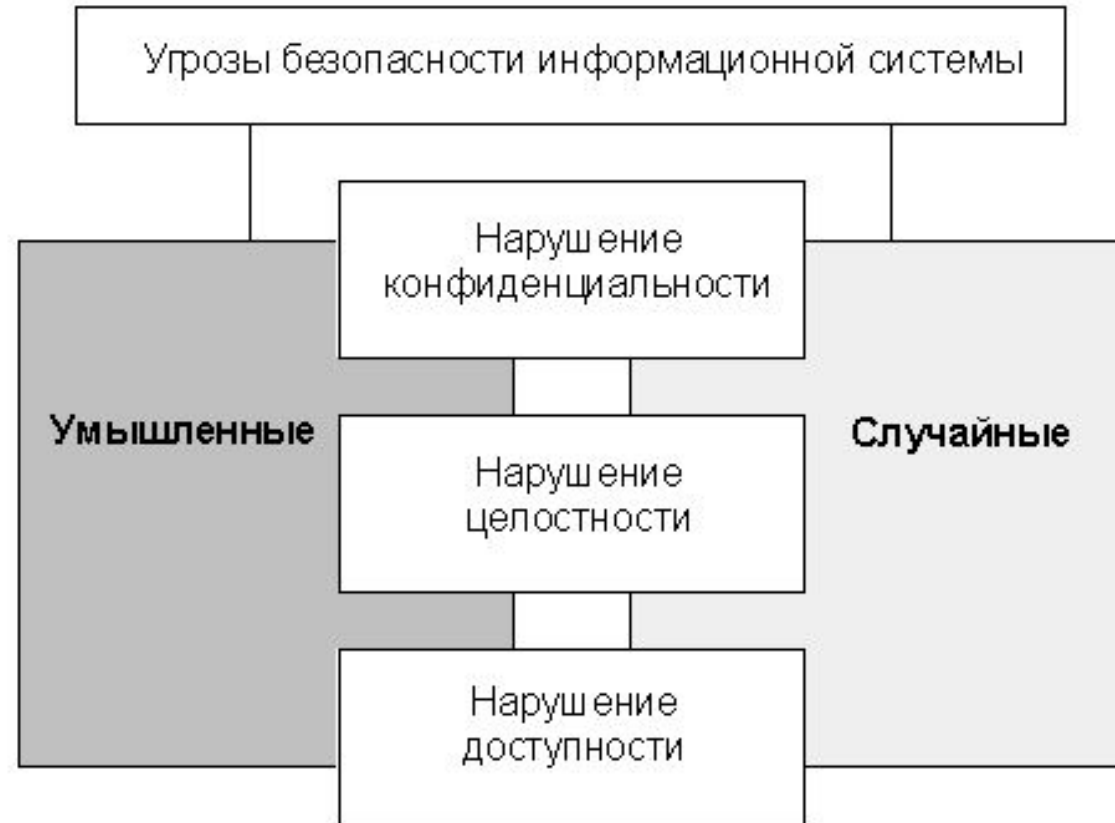 Угрозы безопасности информационной системы
Нарушение
конфиденциальности
Умышленные
Случайные
Нарушение
целостности
Нарушение
доступности